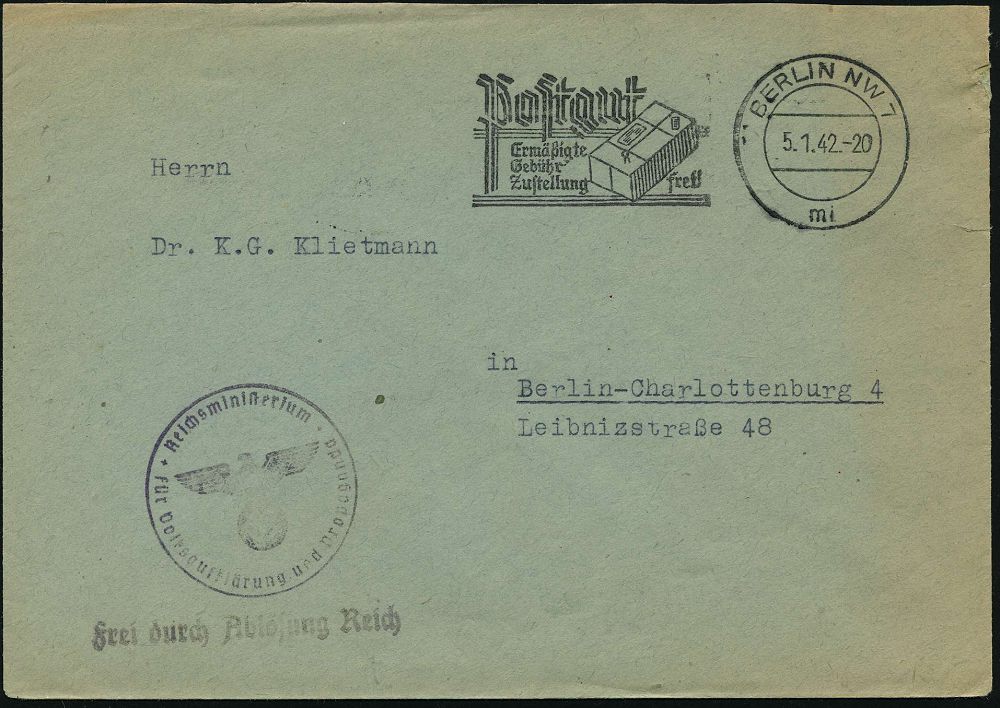 Postgut
Ermäßigte
Gebühr
Zustellung frei!
BERLIN NW 7
5.1.42.-20
mi
Herrn
Dr. K.G. Klietmann
in
Berlin-Charlottenburg 4
Leibnizstraße 48
Reichsministerium
für Volksaufklärung und Propaganda
Frei durch Ablösung Reich